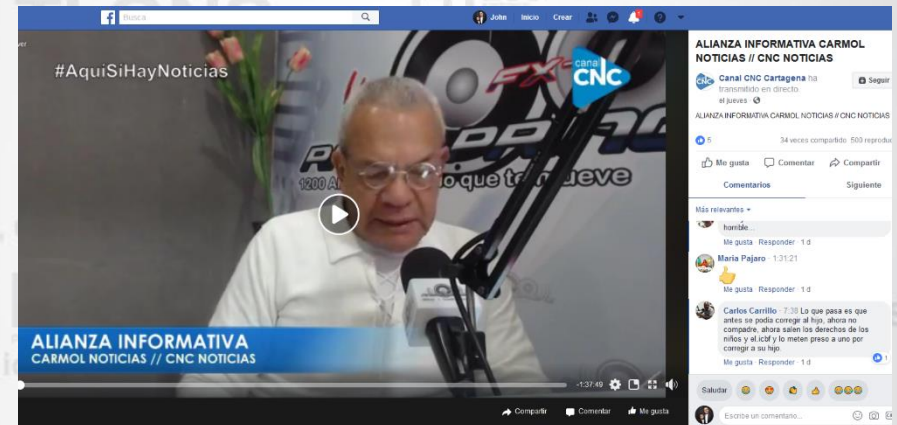 Busca
John Inicio Crear
#AquiSiHayNoticias
canal
CNC
FX
1200 A
lo que te mueve
ALIANZA INFORMATIVA
CARMOL NOTICIAS // CNC NOTICIAS
-1:37:49
Compartir Comentar Me gusta
ALIANZA INFORMATIVA CARMOL
NOTICIAS // CNC NOTICIAS
Canal CNC Cartagena ha
transmitido en directo.
el jueves
Seguir
ALIANZA INFORMATIVA CARMOL NOTICIAS // CNC NOTICIAS
5
34 veces compartido 509 reproduc
Me gusta Comentar Compartir
Comentarios Siguiente
Más relevantes
horrible...
Me gusta Responder 1 d
Maria Pajaro 1:31:21
Me gusta Responder 1 d
Carlos Carrillo 7:38 Lo que pasa es que
antes se podía corregir al hijo, ahora no
compadre, ahora salen los derechos de los
niños y el.icbf y lo meten preso a uno por
corregir a su hijo.
Me gusta Responder 1 d
1
Saludar
Escribe un comentario...